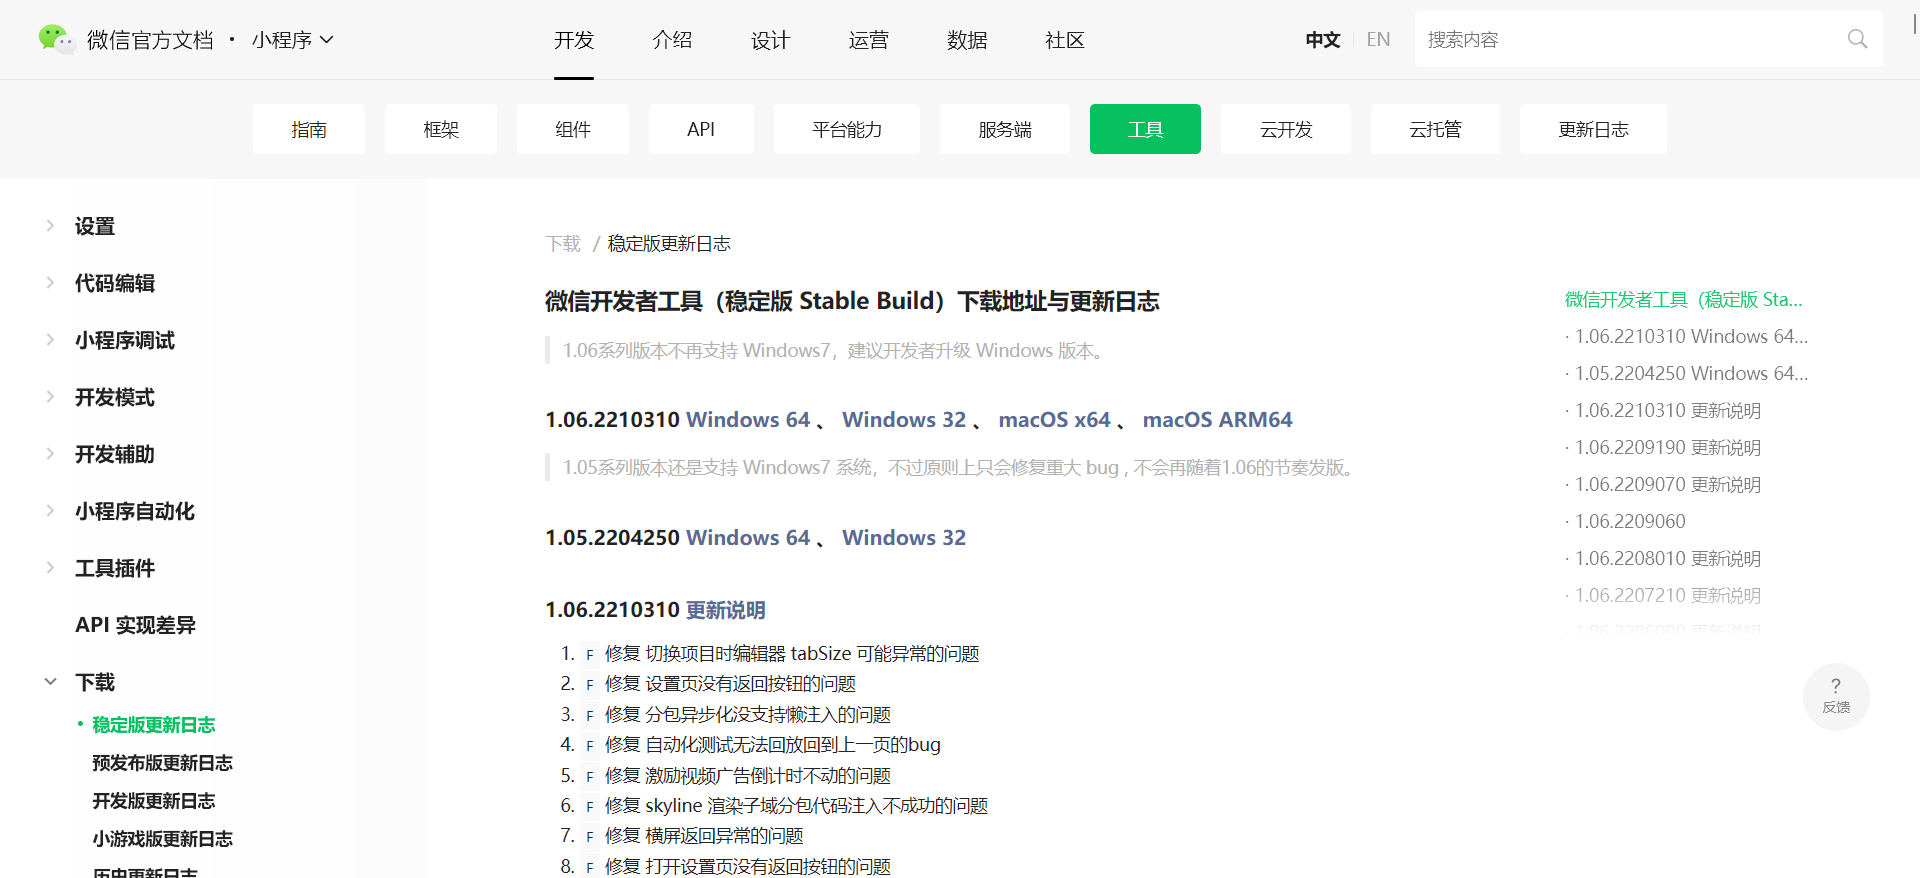 微信官方文档 · 小程序
开发 介绍 设计 运营 数据 社区
中文 EN
搜索内容
指南 框架 组件 API 平台能力 服务端 工具 云开发 云托管 更新日志
设置
代码编辑
小程序调试
开发模式
开发辅助
小程序自动化
工具插件
API 实现差异
下载
稳定版更新日志
预发布版更新日志
开发版更新日志
小游戏版更新日志
历史更新日志
下载 / 稳定版更新日志
微信开发者工具（稳定版 Stable Build）下载地址与更新日志
1.06系列版本不再支持 Windows7，建议开发者升级 Windows 版本。
1.06.2210310 Windows 64 、 Windows 32 、 macOS x64 、 macOS ARM64
1.05系列版本还是支持 Windows7 系统，不过原则上只会修复重大 bug , 不会再随着1.06的节奏发版。
1.05.2204250 Windows 64 、 Windows 32
1.06.2210310 更新说明
1. F 修复 切换项目时编辑器 tabSize 可能异常的问题
2. F 修复 设置页没有返回按钮的问题
3. F 修复 分包异步化没支持懒注入的问题
4. F 修复 自动化测试无法回放回到上一页的bug
5. F 修复 激励视频广告倒计时不动的问题
6. F 修复 skyline 渲染子域分包代码注入不成功的问题
7. F 修复 横屏返回异常的问题
8. F 修复 打开设置页没有返回按钮的问题
微信开发者工具（稳定版 Sta...
· 1.06.2210310 Windows 64...
· 1.05.2204250 Windows 64...
· 1.06.2210310 更新说明
· 1.06.2209190 更新说明
· 1.06.2209070 更新说明
· 1.06.2209060
· 1.06.2208010 更新说明
· 1.06.2207210 更新说明
· 1.06.2206090 更新说明
?
反馈